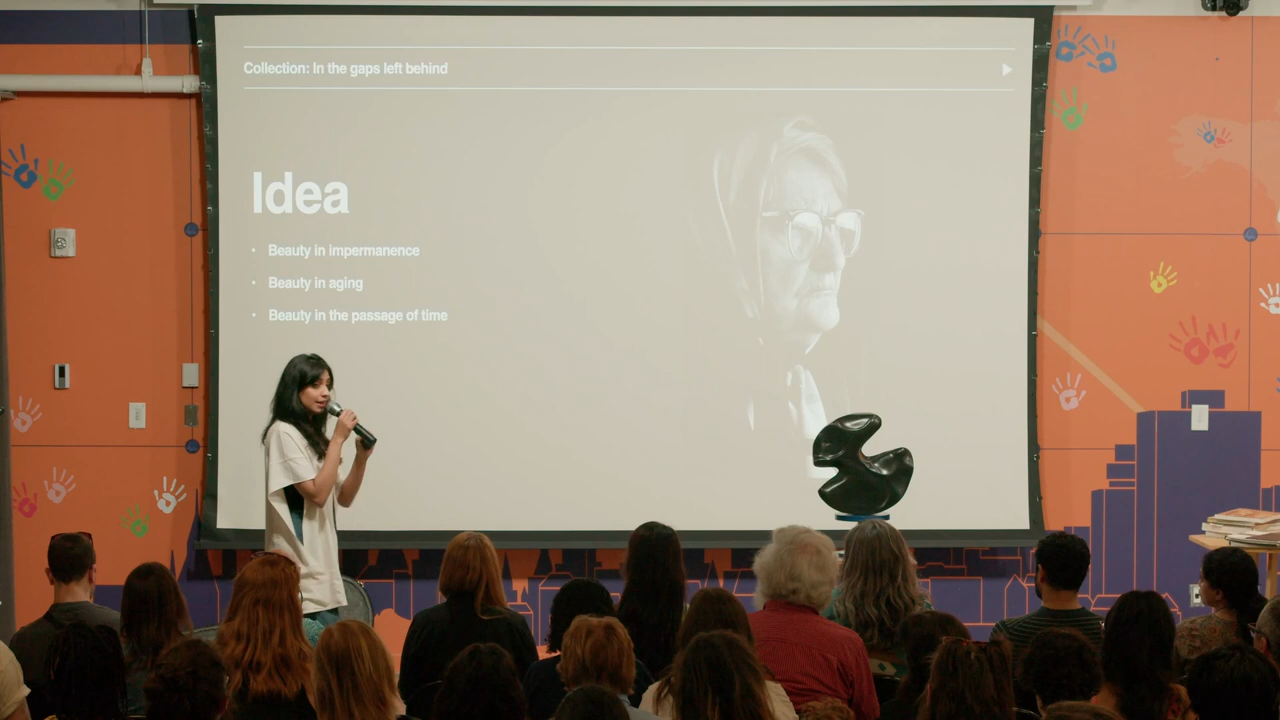 Collection: In the gaps left behind
Idea
• Beauty in impermanence
• Beauty in aging
• Beauty in the passage of time